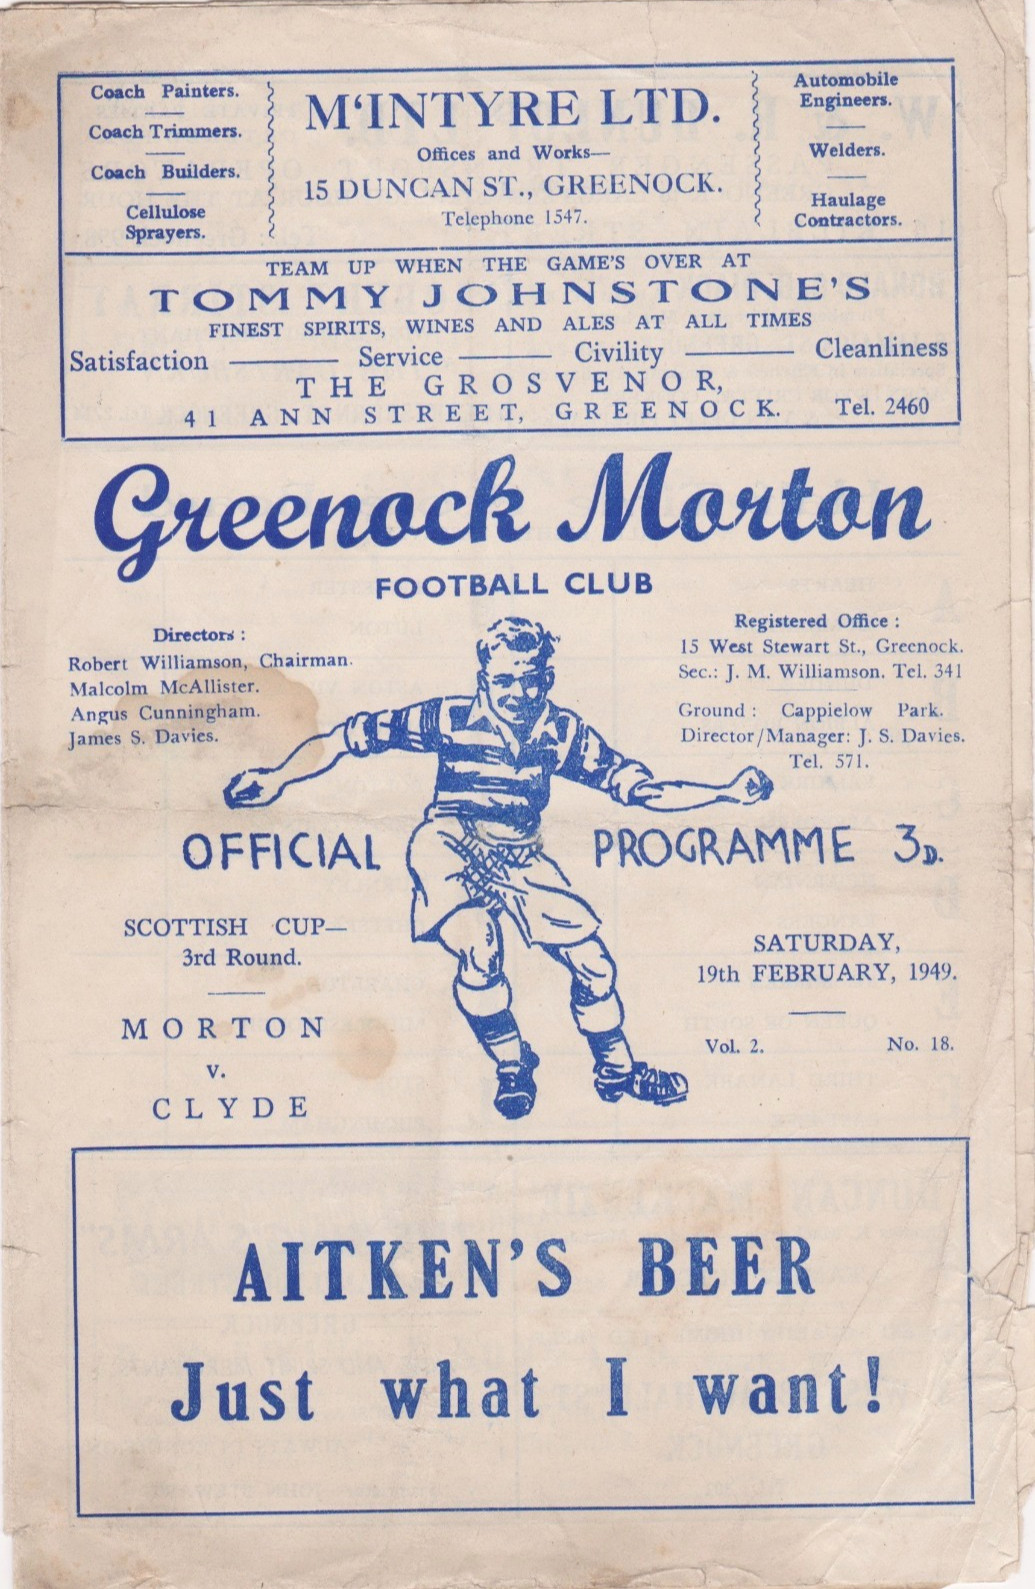 Coach Painters.
Coach Trimmers.
Coach Builders.
Cellulose
Sprayers.
M'INTYRE LTD.
Offices and Works—
15 DUNCAN ST., GREENOCK.
Telephone 1547.
Automobile
Engineers.
Welders.
Haulage
Contractors.
TEAM UP WHEN THE GAME'S OVER AT
TOMMY JOHNSTONE'S
FINEST SPIRITS, WINES AND ALES AT ALL TIMES
Satisfaction — Service — Civility — Cleanliness
THE GROSVENOR,
41 ANN STREET, GREENOCK. Tel. 2460
Greenock Morton
FOOTBALL CLUB
Directors :
Robert Williamson, Chairman.
Malcolm McAllister.
Angus Cunningham.
James S. Davies.
Registered Office :
15 West Stewart St., Greenock.
Sec.: J. M. Williamson. Tel. 341
Ground : Cappielow Park.
Director/Manager: J. S. Davies.
Tel. 571.
OFFICIAL PROGRAMME 3D.
SCOTTISH CUP—
3rd Round.
MORTON
v.
CLYDE
SATURDAY,
19th FEBRUARY, 1949.
Vol. 2. No. 18.
AITKEN'S BEER
Just what I want!